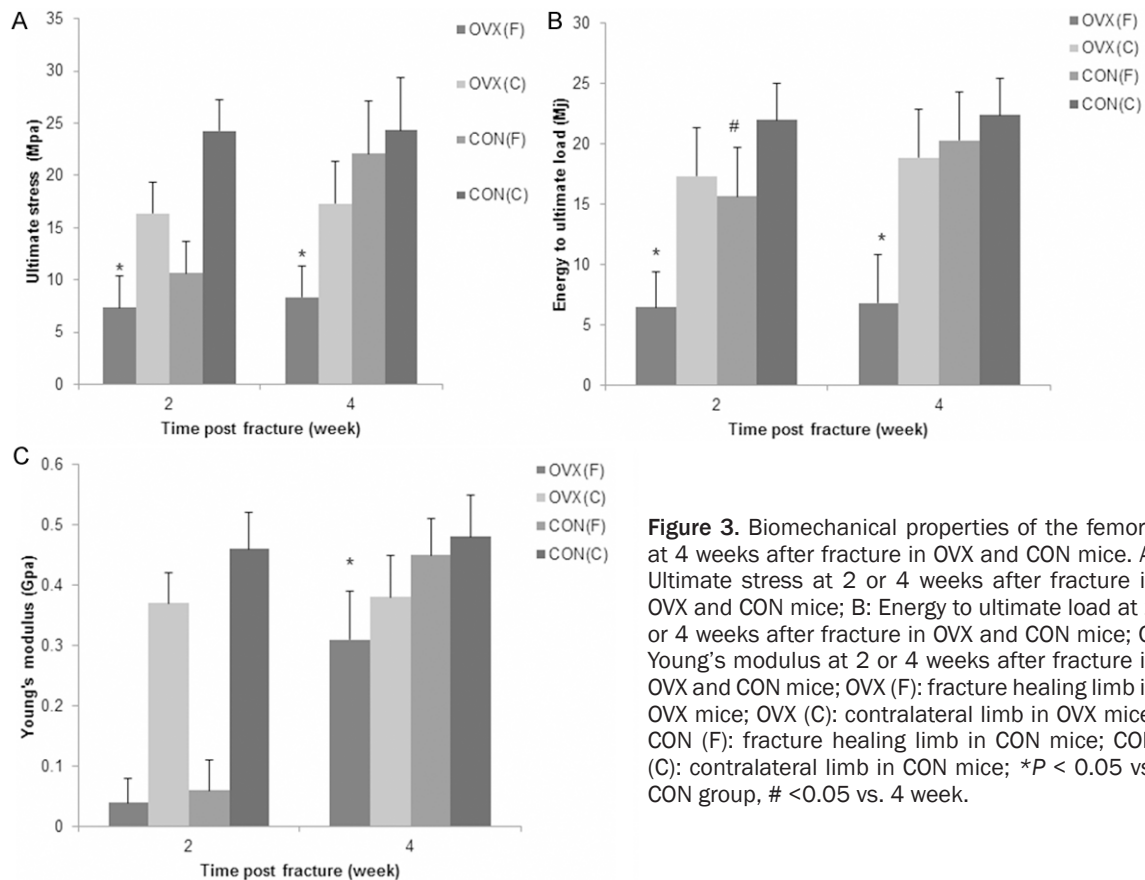 A
Ultimate stress (Mpa)
35
30
25
20
15
10
5
0
*
*
2
4
Time post fracture (week)
OVX(F)
OVX(C)
CON(F)
CON(C)
B
Energy to ultimate load (Mj)
30
25
20
15
10
5
0
*
#
*
2
4
Time post fracture (week)
OVX(F)
OVX(C)
CON(F)
CON(C)
C
Young's modulus (Gpa)
0.6
0.5
0.4
0.3
0.2
0.1
0
*
2
4
Time post fracture (week)
OVX(F)
OVX(C)
CON(F)
CON(C)
Figure 3. Biomechanical properties of the femor
at 4 weeks after fracture in OVX and CON mice. A
Ultimate stress at 2 or 4 weeks after fracture i
OVX and CON mice; B: Energy to ultimate load at
or 4 weeks after fracture in OVX and CON mice; C
Young's modulus at 2 or 4 weeks after fracture i
OVX and CON mice; OVX (F): fracture healing limb i
OVX mice; OVX (C): contralateral limb in OVX mice
CON (F): fracture healing limb in CON mice; CON
(C): contralateral limb in CON mice; *P < 0.05 vs
CON group, # <0.05 vs. 4 week.